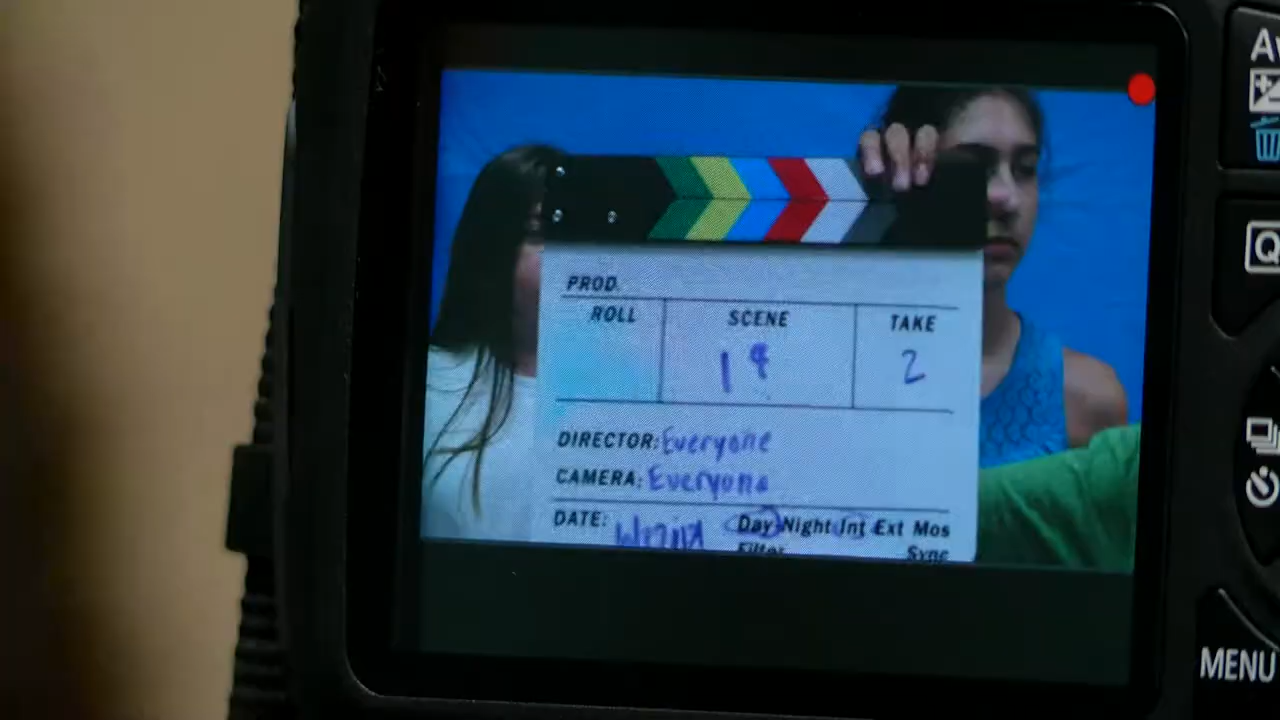 Av
Q
PROD.
ROLL SCENE TAKE
2
DIRECTOR: Everyone
CAMERA: Everyone
DATE: Day Night Int Ext Mos
Filter Sync
MENU